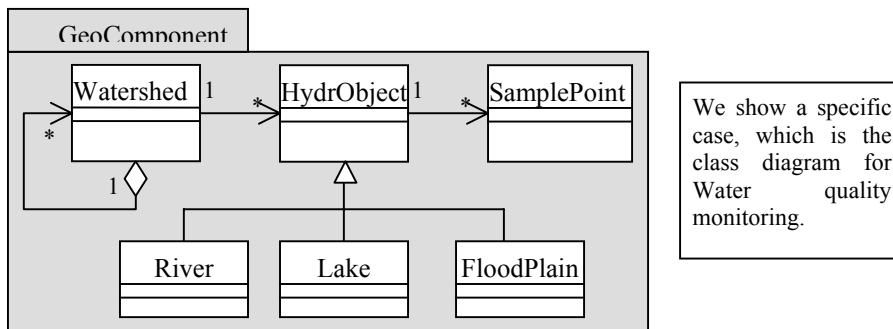 GeoComponent
Watershed 1 * HydrObject 1 * SamplePoint
*
1
River Lake FloodPlain
We show a specific
case, which is the
class diagram for
Water quality
monitoring.